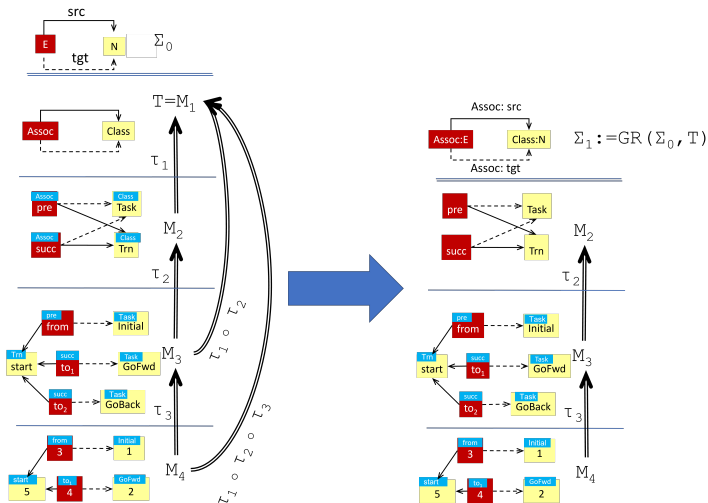 src
E
N
Σ₀
tgt
T=M₁
Assoc
Class
τ₁
Assoc
pre
Class
Task
Assoc
succ
Class
Trn
M₂
τ₂
pre
from
Task
Initial
Trn
start
succ
to₁
Task
GoFwd
M₃
succ
to₂
Task
GoBack
τ₃
τ₁ ∘ τ₂
from
3
Initial
1
start
5
to₁
4
GoFwd
2
M₄
τ₁ ∘ τ₂ ∘ τ₃
Assoc: src
Assoc:E
Class:N
Σ₁:=GR(Σ₀,T)
Assoc: tgt
pre
Task
succ
Trn
M₂
τ₂
pre
from
Task
Initial
Trn
start
succ
to₁
Task
GoFwd
M₃
succ
to₂
Task
GoBack
τ₃
from
3
Initial
1
start
5
to₁
4
GoFwd
2
M₄